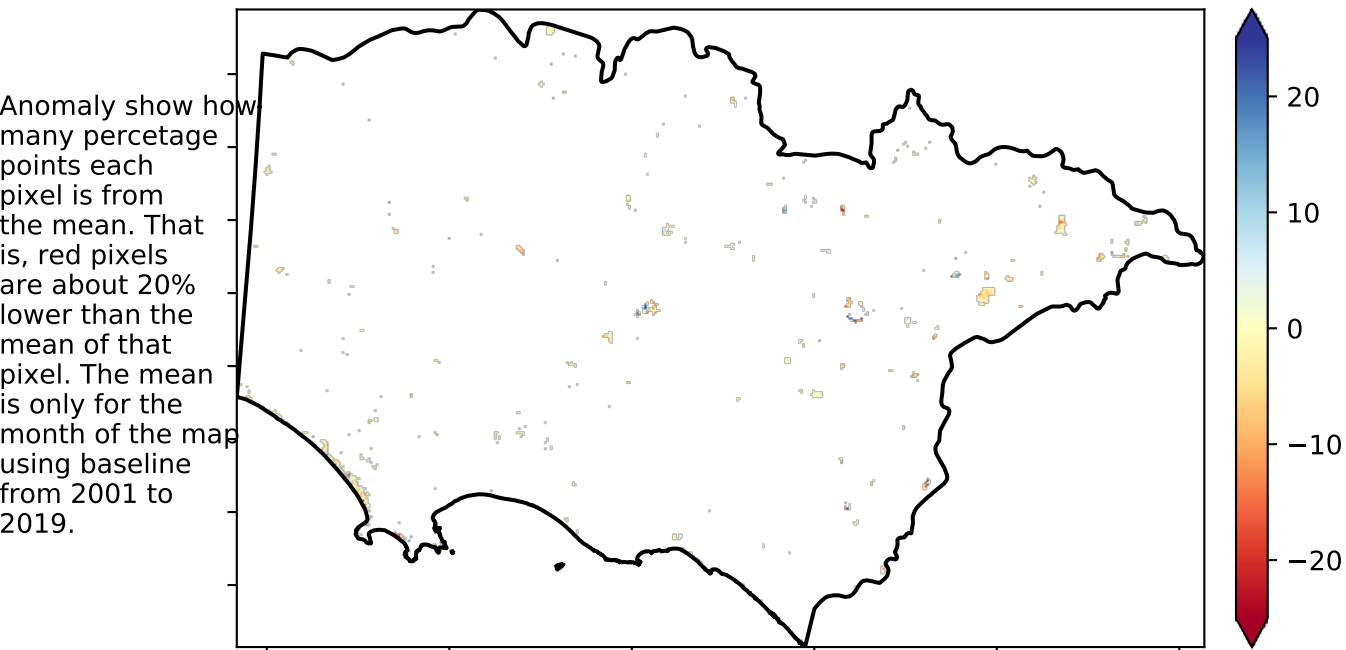 Anomaly show how
many percetage
points each
pixel is from
the mean. That
is, red pixels
are about 20%
lower than the
mean of that
pixel. The mean
is only for the
month of the map
using baseline
from 2001 to
2019.
20
10
0
−10
−20